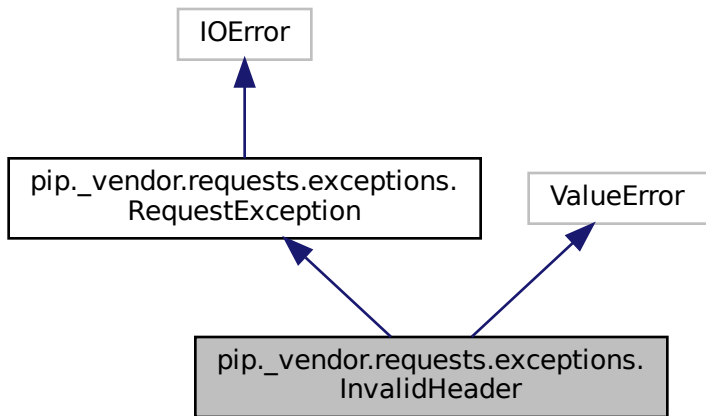 IOError
pip._vendor.requests.exceptions.
RequestException
ValueError
pip._vendor.requests.exceptions.
InvalidHeader